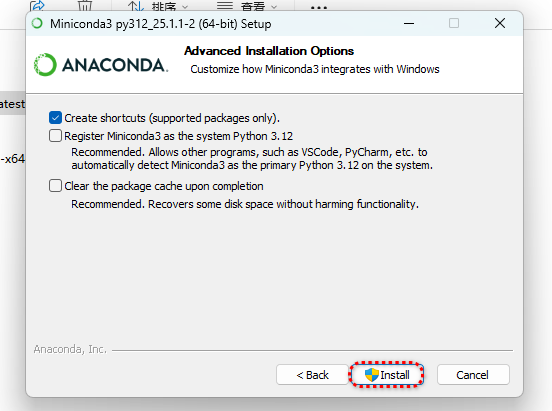 排序
查看
Miniconda3 py312_25.1.1-2 (64-bit) Setup
Advanced Installation Options
Customize how Miniconda3 integrates with Windows
ANACONDA.
atest
-x64
Create shortcuts (supported packages only).
Register Miniconda3 as the system Python 3.12
Recommended. Allows other programs, such as VSCode, PyCharm, etc. to
automatically detect Miniconda3 as the primary Python 3.12 on the system.
Clear the package cache upon completion
Recommended. Recovers some disk space without harming functionality.
Anaconda, Inc.
< Back
Install
Cancel